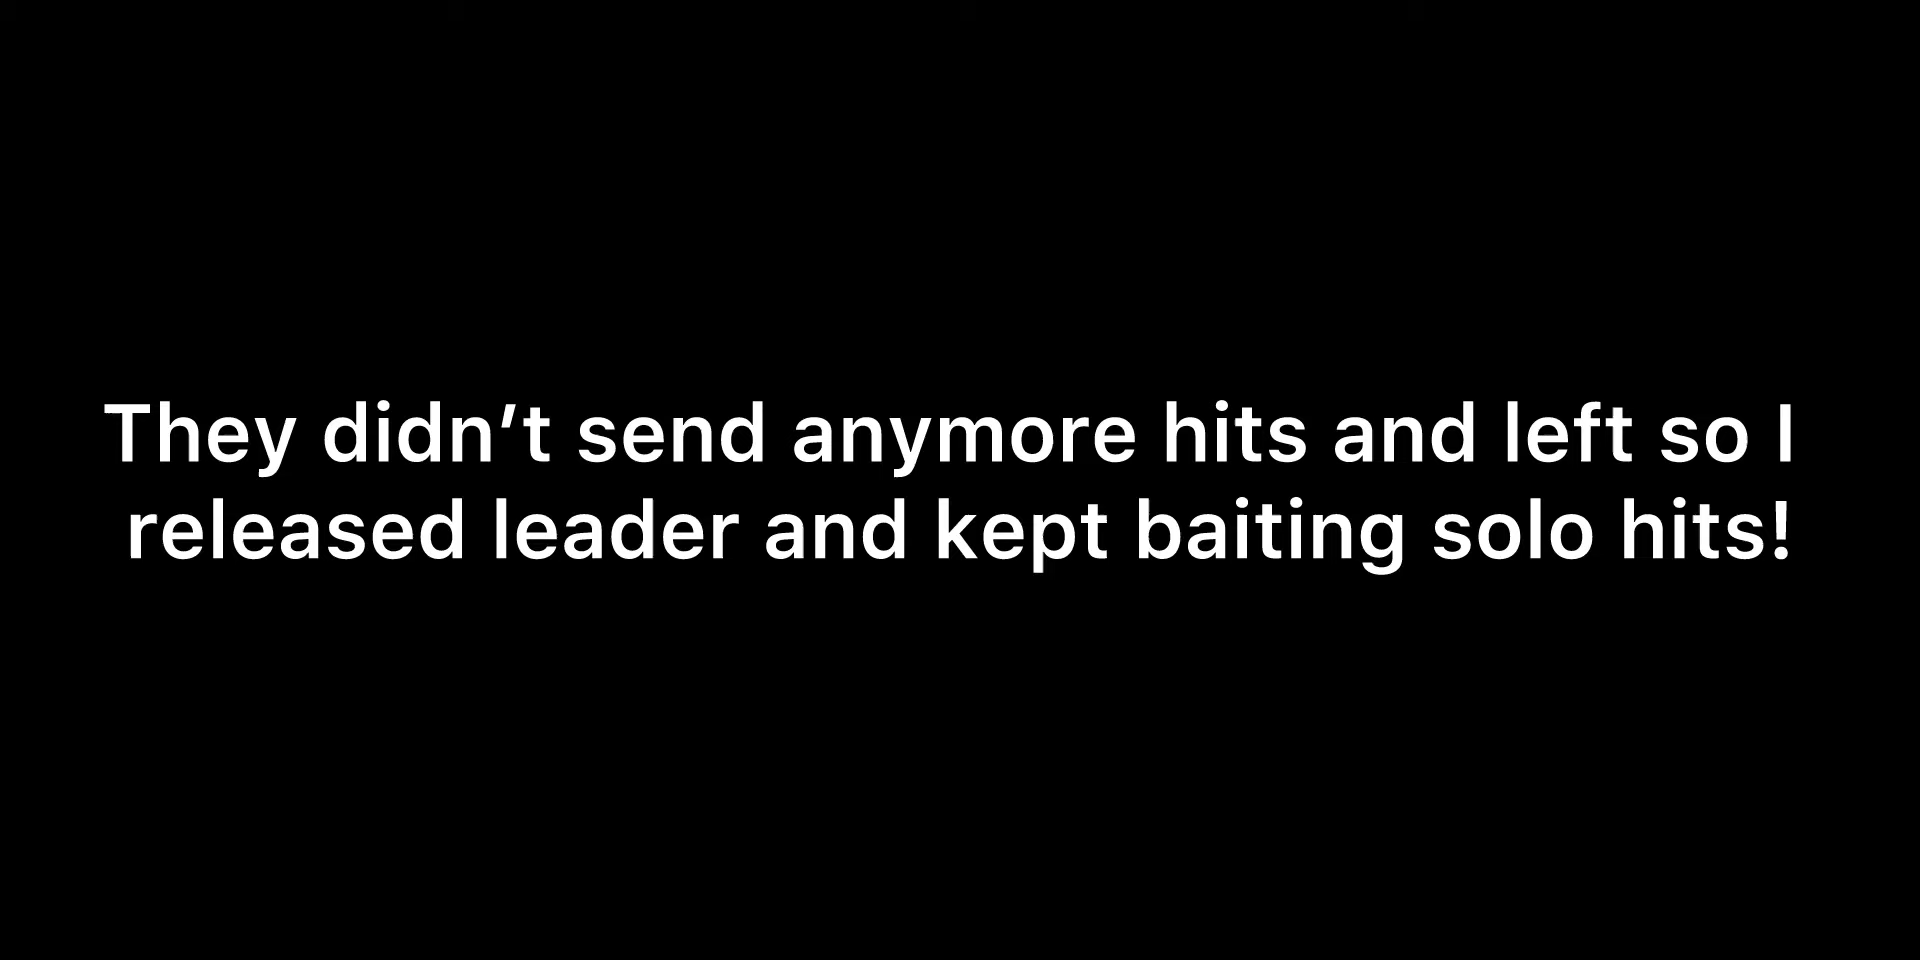 They didn’t send anymore hits and left so I
released leader and kept baiting solo hits!